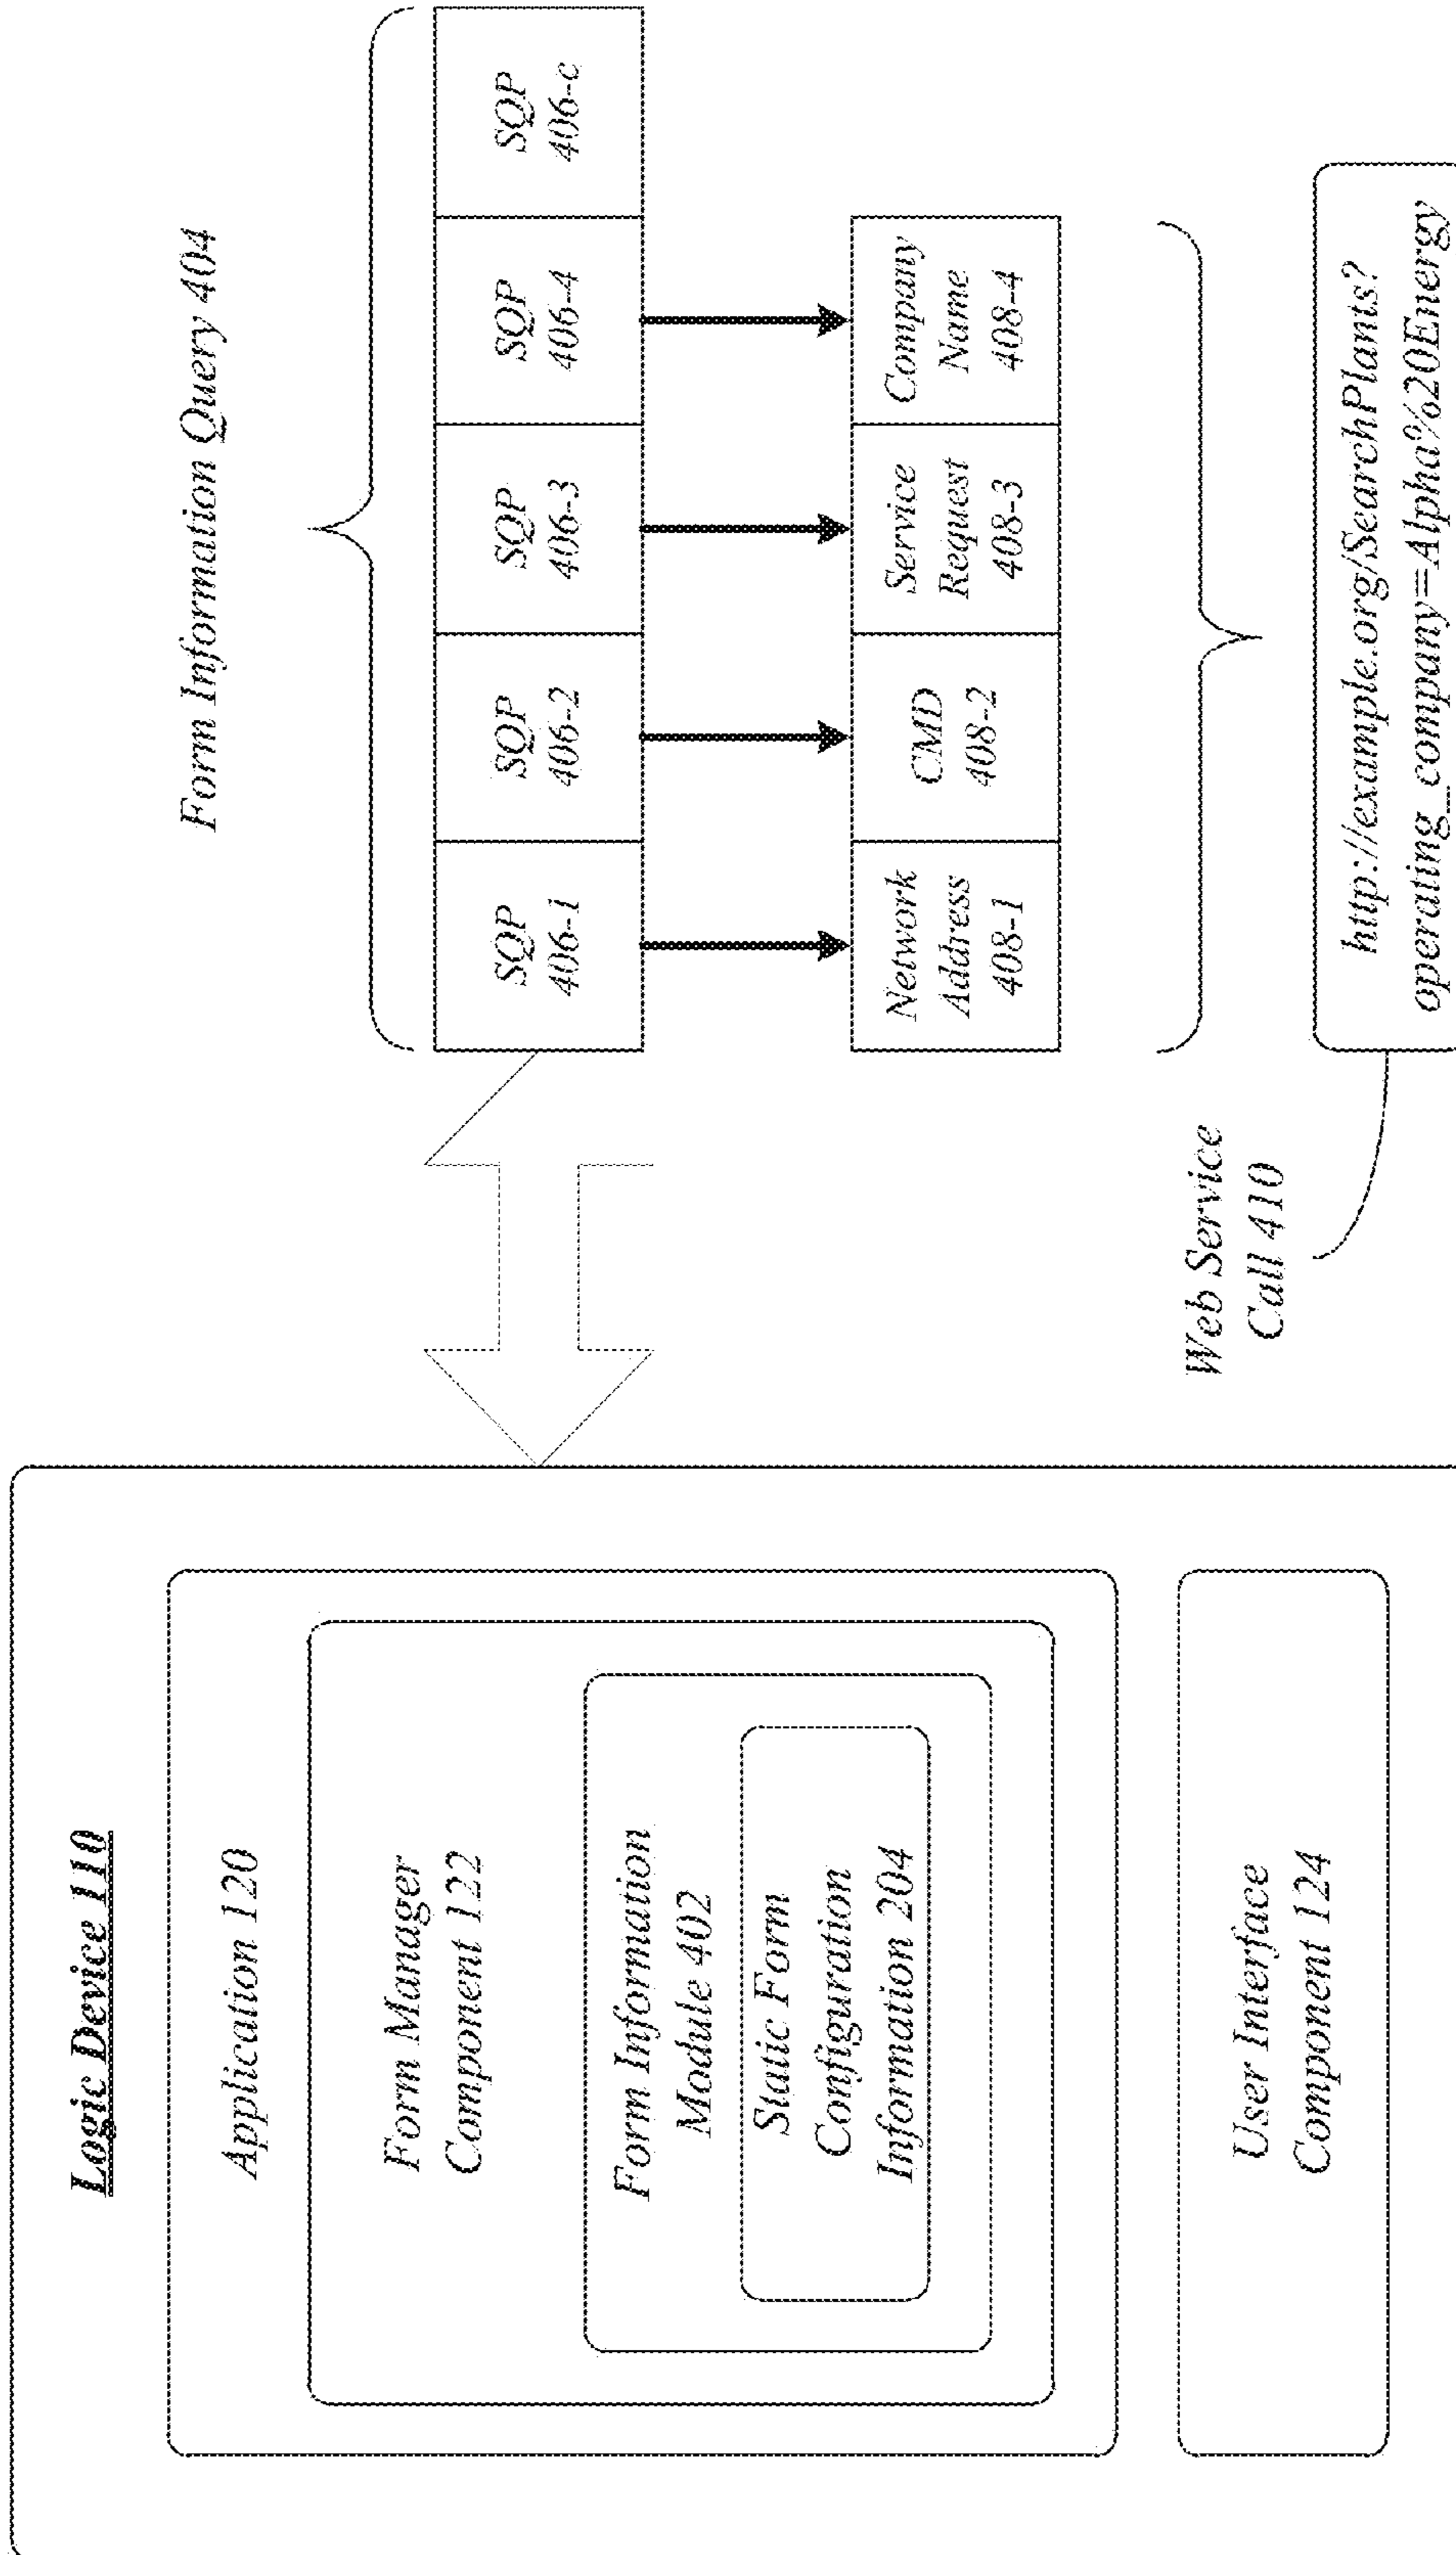 Logic Device 110
Application 120
Form Manager
Component 122
Form Information
Module 402
Static Form
Configuration
Information 204
User Interface
Component 124
Form Information Query 404
SQP
406-1
SQP
406-2
SQP
406-3
SQP
406-4
SQP
406-c
Network
Address
408-1
CMD
408-2
Service
Request
408-3
Company
Name
408-4
Web Service
Call 410
http://example.org/SearchPlants?
operating_company=Alpha%20Energy